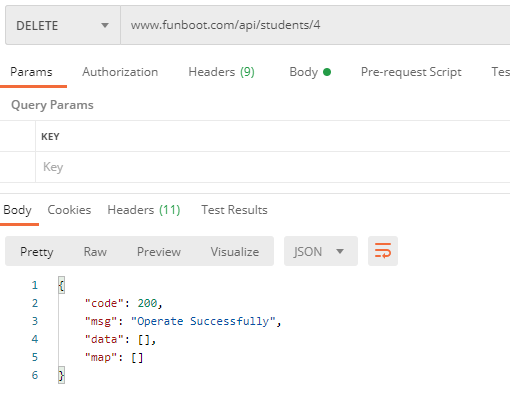 DELETE www.funboot.com/api/students/4
Params Authorization Headers (9) Body Pre-request Script Tes
Query Params
KEY
Key
Body Cookies Headers (11) Test Results
Pretty Raw Preview Visualize JSON
1 {
2 "code": 200,
3 "msg": "Operate Successfully",
4 "data": [],
5 "map": []
6 }